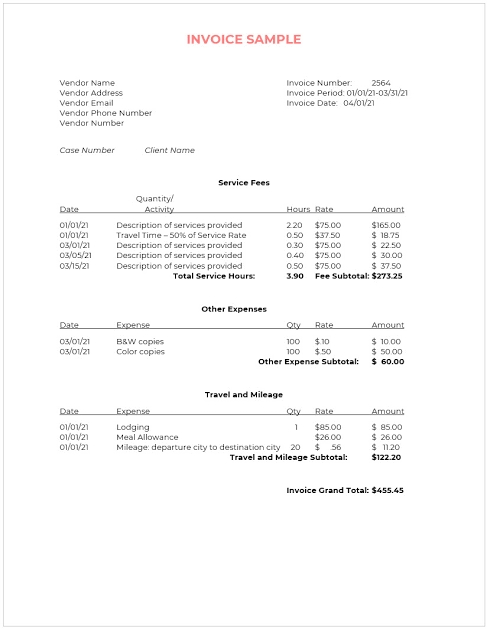 INVOICE SAMPLE
Vendor Name Invoice Number: 2564
Vendor Address Invoice Period: 01/01/21-03/31/21
Vendor Email Invoice Date: 04/01/21
Vendor Phone Number
Vendor Number
Case Number Client Name
Service Fees
Quantity/
Date Activity Hours Rate Amount
01/01/21 Description of services provided 2.20 $75.00 $165.00
01/01/21 Travel Time – 50% of Service Rate 0.50 $37.50 $ 18.75
03/01/21 Description of services provided 0.30 $75.00 $ 22.50
03/05/21 Description of services provided 0.40 $75.00 $ 30.00
03/15/21 Description of services provided 0.50 $75.00 $ 37.50
Total Service Hours: 3.90 Fee Subtotal: $273.25
Other Expenses
Date Expense Qty Rate Amount
03/01/21 B&W copies 100 $.10 $ 10.00
03/01/21 Color copies 100 $.50 $ 50.00
Other Expense Subtotal: $ 60.00
Travel and Mileage
Date Expense Qty Rate Amount
01/01/21 Lodging 1 $85.00 $ 85.00
01/01/21 Meal Allowance $26.00 $ 26.00
01/01/21 Mileage: departure city to destination city 20 $ .56 $ 11.20
Travel and Mileage Subtotal: $122.20
Invoice Grand Total: $455.45